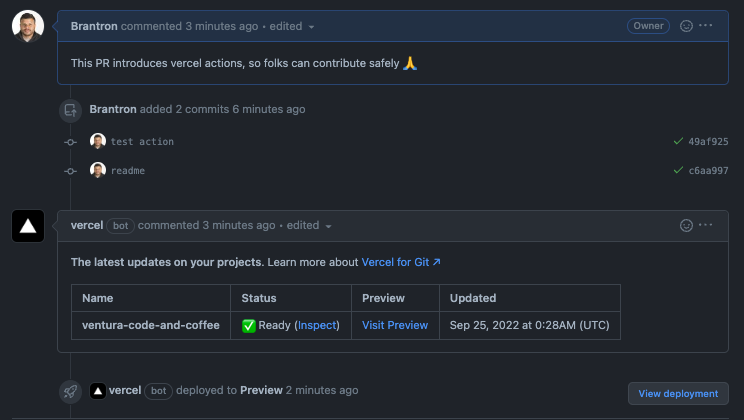 Brantron commented 3 minutes ago • edited Owner
This PR introduces vercel actions, so folks can contribute safely 🙏
Brantron added 2 commits 6 minutes ago
test action 49af925
readme c6aa997
vercel bot commented 3 minutes ago • edited
The latest updates on your projects. Learn more about Vercel for Git ↗
Name Status Preview Updated
ventura-code-and-coffee ✅ Ready (Inspect) Visit Preview Sep 25, 2022 at 0:28AM (UTC)
vercel bot deployed to Preview 2 minutes ago View deployment